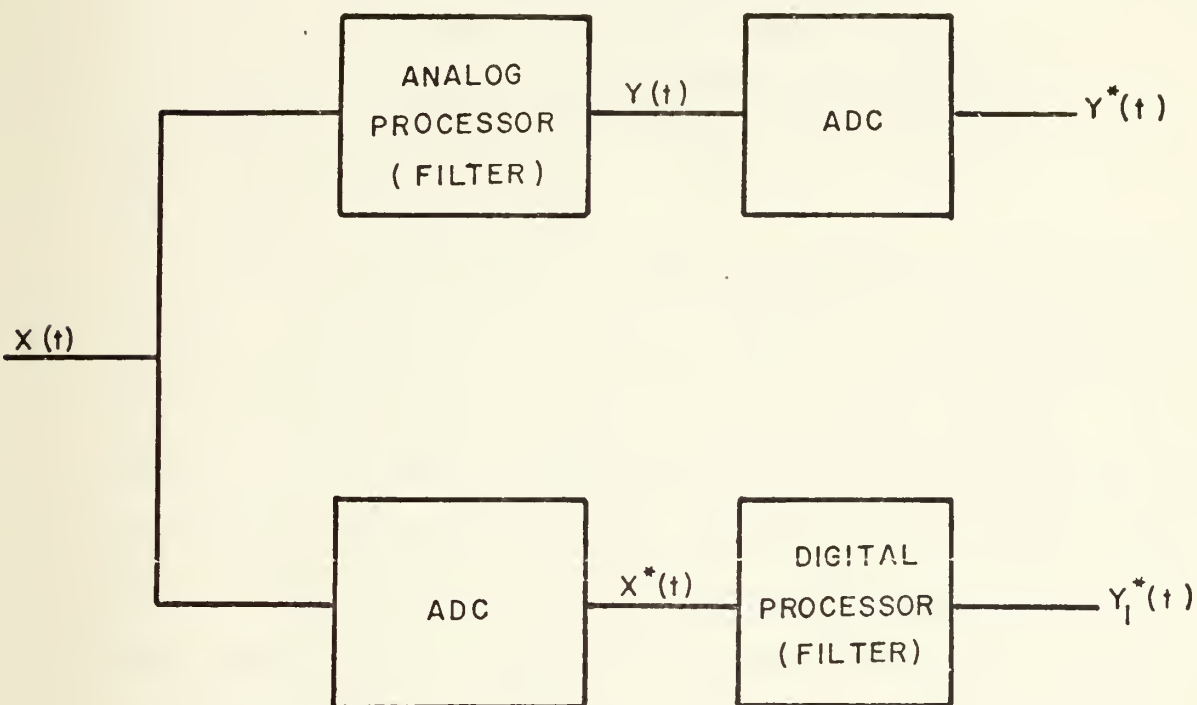 ANALOG
PROCESSOR
(FILTER)
Y(t)
ADC
Y*(t)
X(t)
ADC
X*(t)
DIGITAL
PROCESSOR
(FILTER)
Y₁*(t)